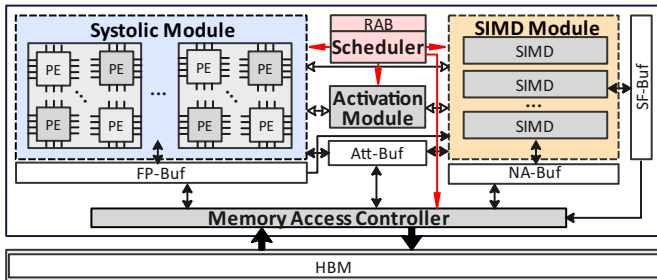 Systolic Module
RAB
Scheduler
SIMD Module
PE
PE
...
PE
PE
SIMD
SIMD
...
SIMD
SF-Buf
PE
PE
...
PE
PE
Activation
Module
FP-Buf
Att-Buf
NA-Buf
Memory Access Controller
HBM